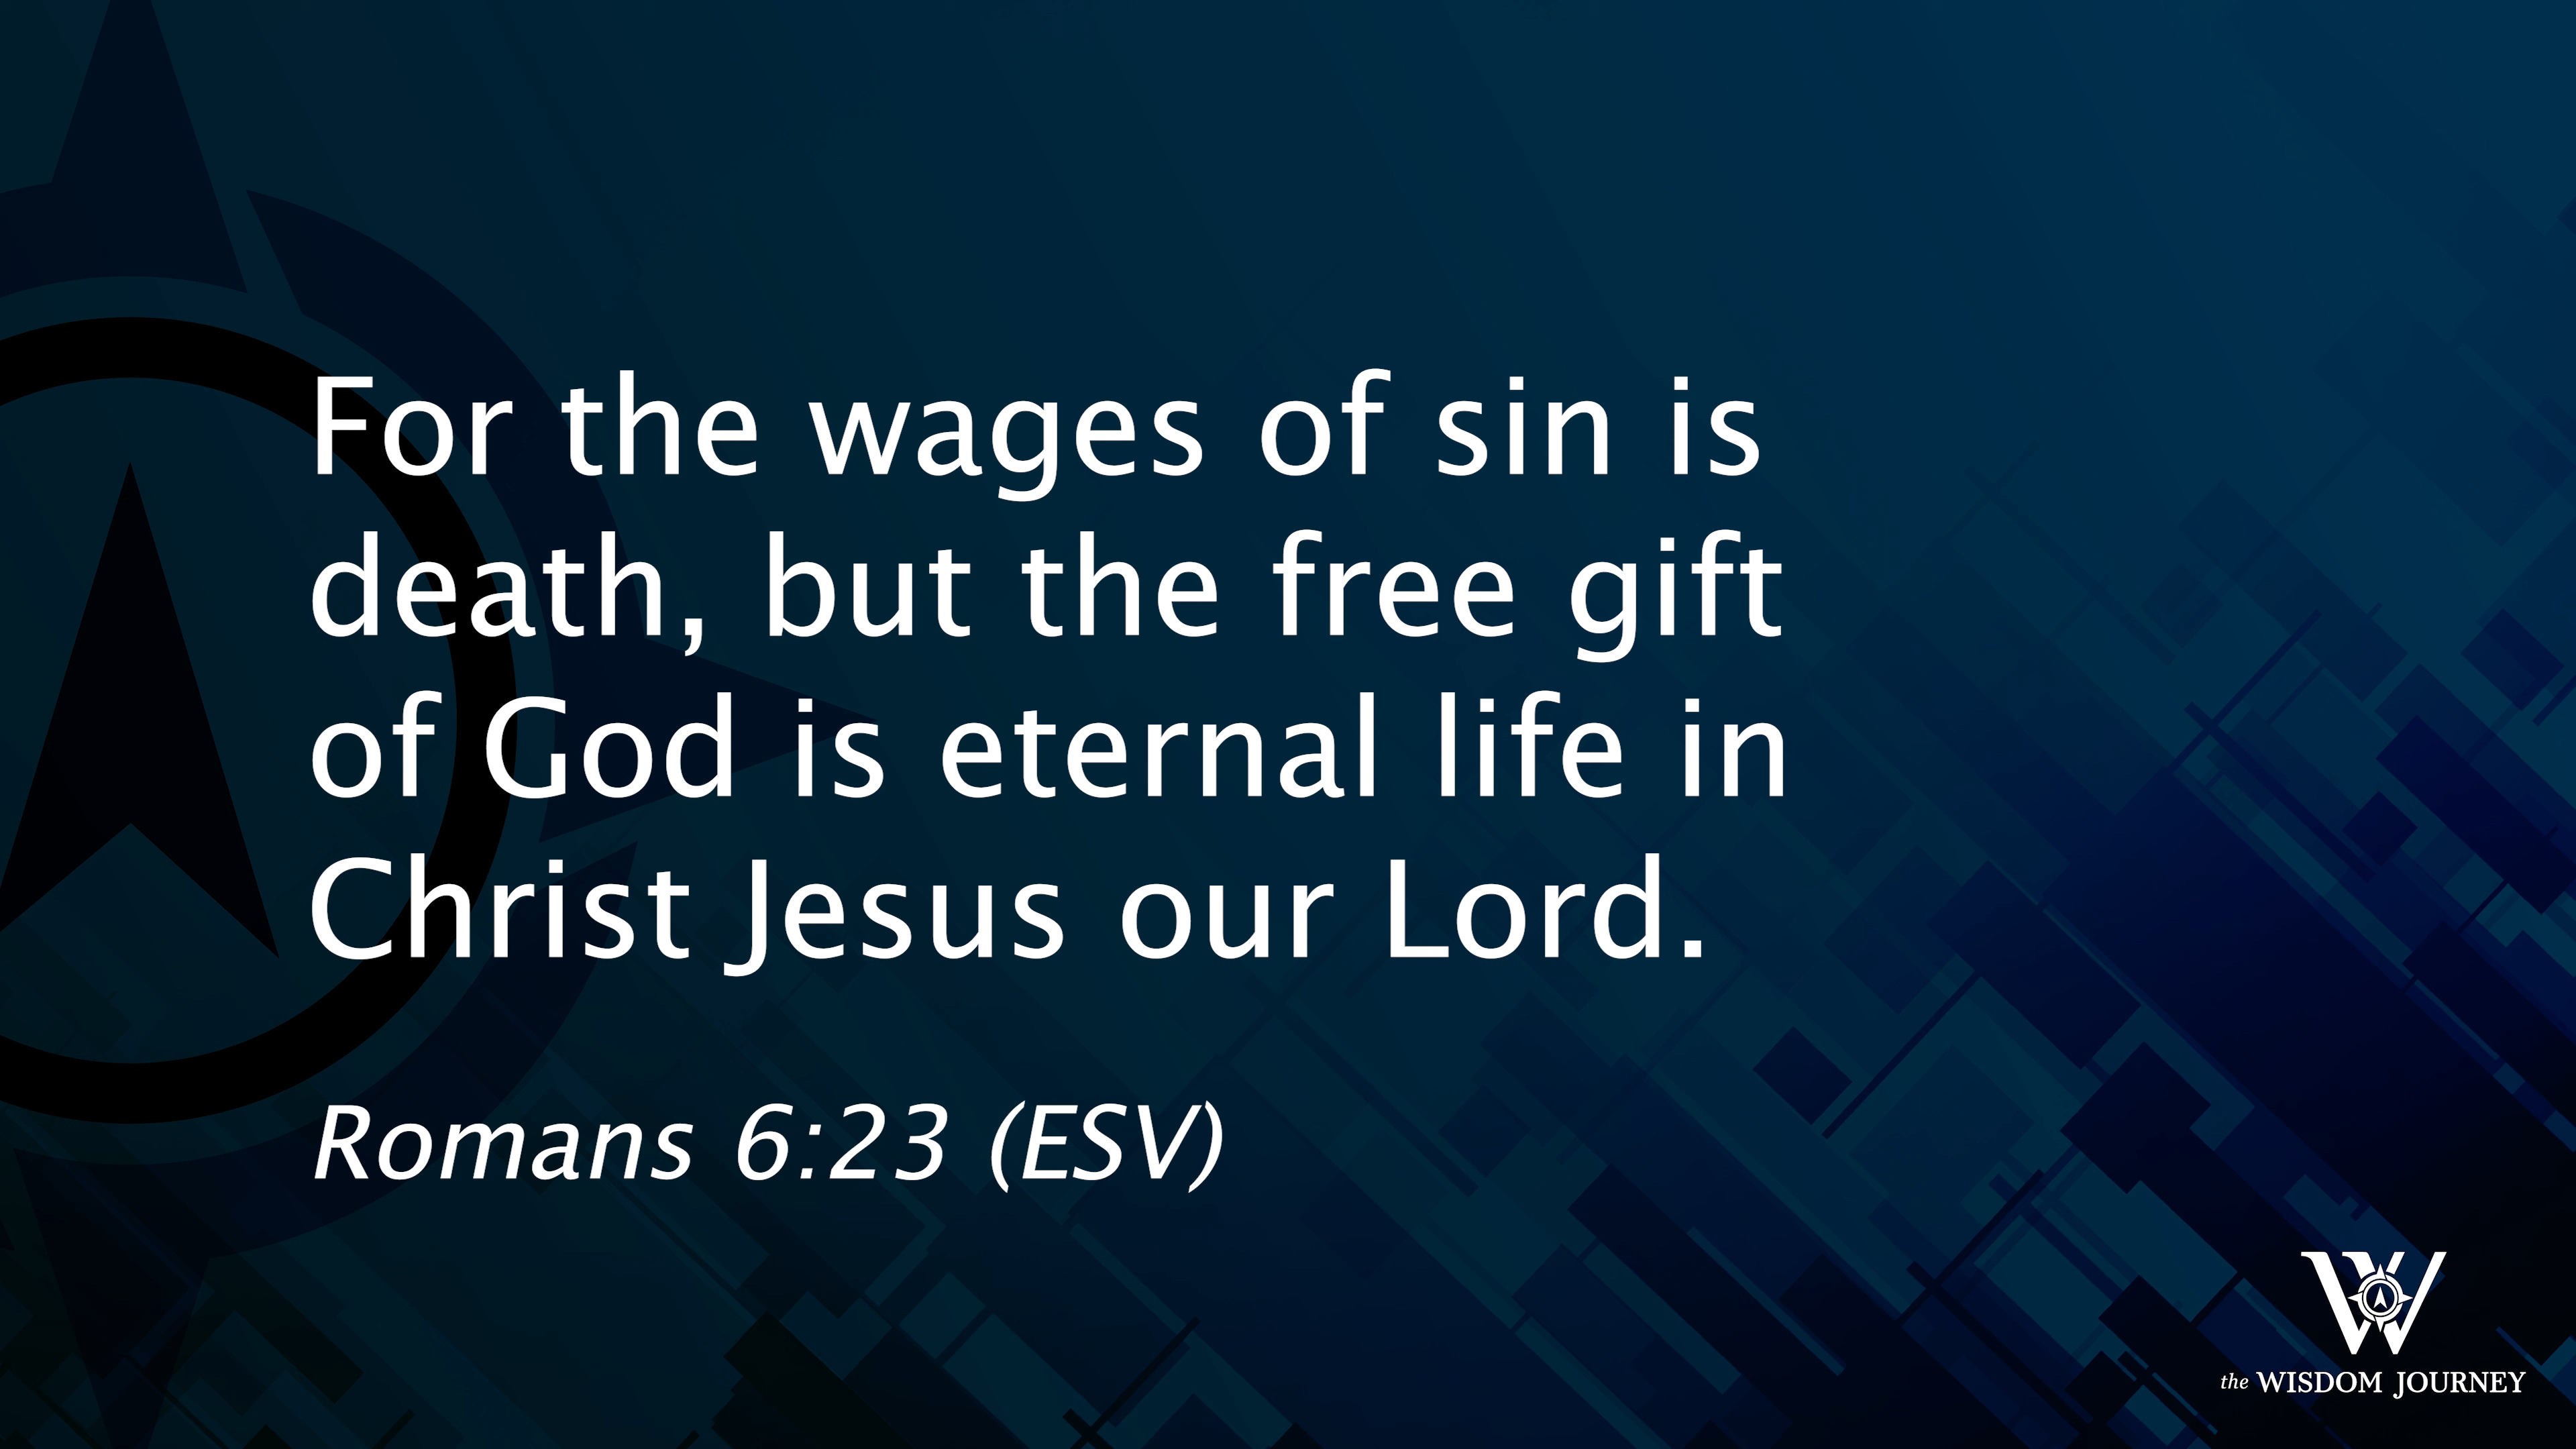 For the wages of sin is
death, but the free gift
of God is eternal life in
Christ Jesus our Lord.
Romans 6:23 (ESV)
W
the WISDOM JOURNEY